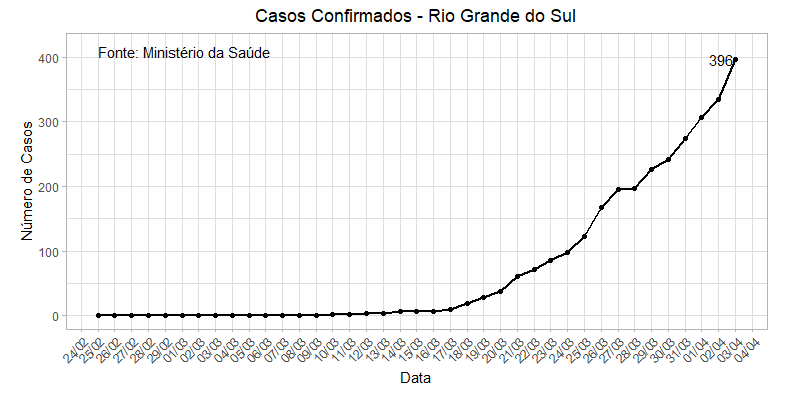 Casos Confirmados - Rio Grande do Sul
Fonte: Ministério da Saúde
396
Número de Casos
400
300
200
100
0
24/02 25/02 26/02 27/02 28/02 29/02 01/03 02/03 03/03 04/03 05/03 06/03 07/03 08/03 09/03 10/03 11/03 12/03 13/03 14/03 15/03 16/03 17/03 18/03 19/03 20/03 21/03 22/03 23/03 24/03 25/03 26/03 27/03 28/03 29/03 30/03 31/03 01/04 02/04 03/04 04/04
Data